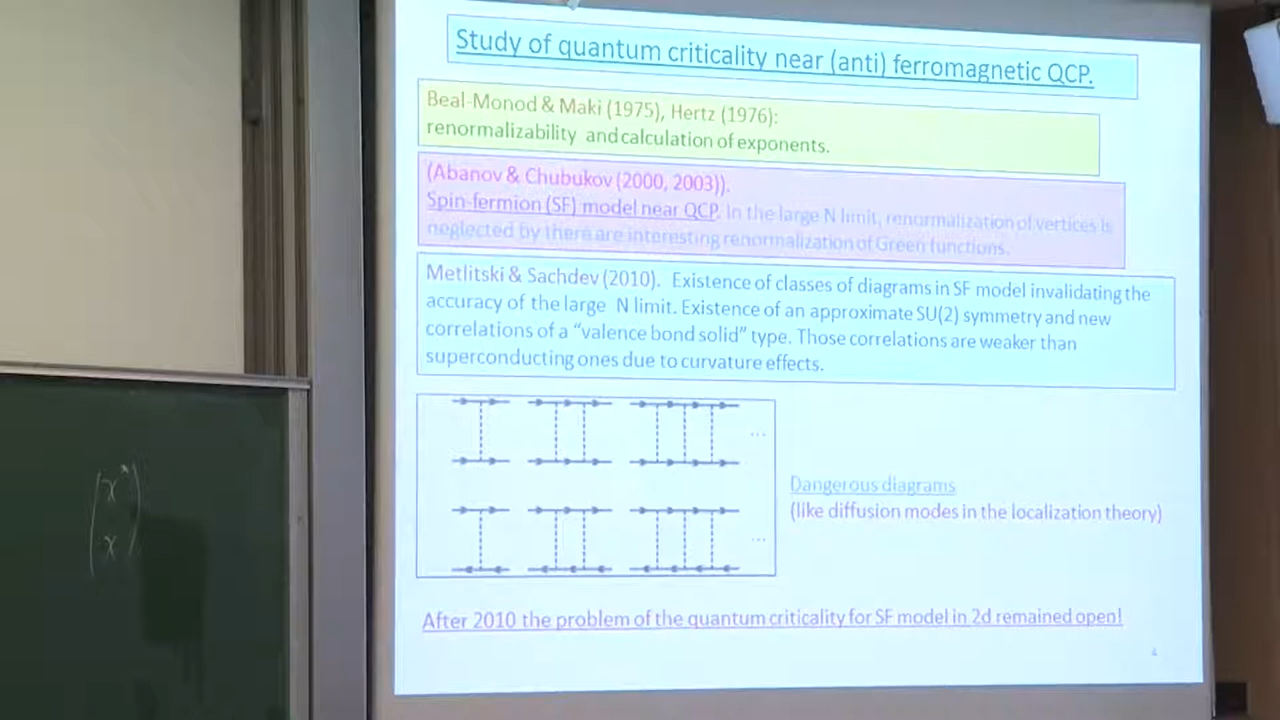 Study of quantum criticality near (anti) ferromagnetic QCP.
Beal-Monod & Maki (1975), Hertz (1976):
renormalizability and calculation of exponents.
(Abanov & Chubukov (2000, 2003)).
Spin-fermion (SF) model near QCP. In the large N limit, renormalization of vertices is
neglected by there are interesting renormalization of Green functions.
Metlitski & Sachdev (2010). Existence of classes of diagrams in SF model invalidating the
accuracy of the large N limit. Existence of an approximate SU(2) symmetry and new
correlations of a “valence bond solid” type. Those correlations are weaker than
superconducting ones due to curvature effects.
...
...
Dangerous diagrams
(like diffusion modes in the localization theory)
After 2010 the problem of the quantum criticality for SF model in 2d remained open!
4